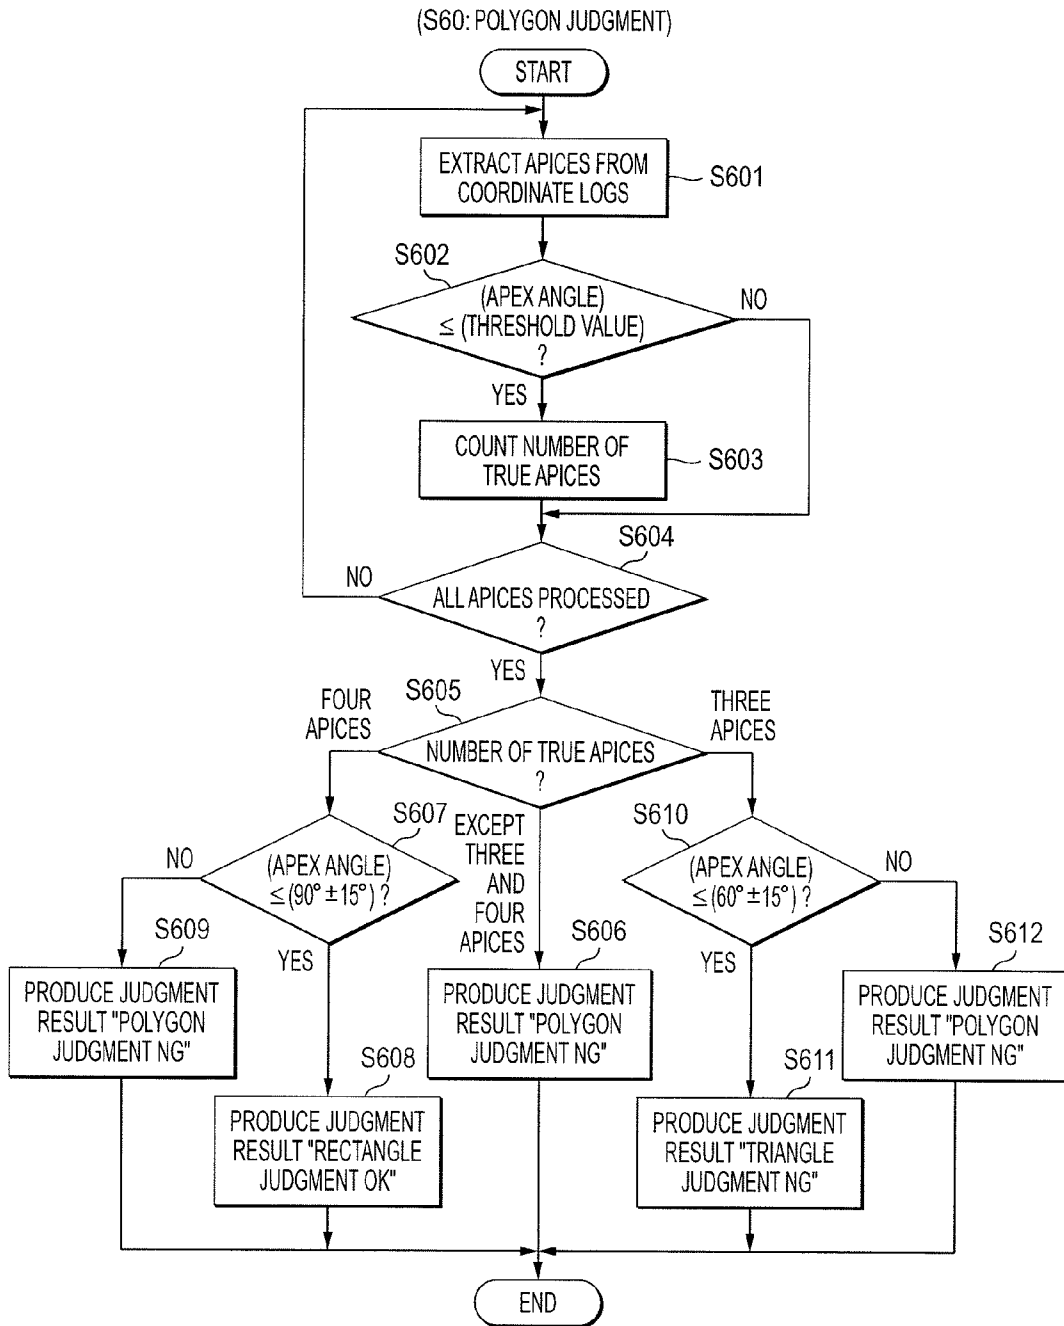 (S60: POLYGON JUDGMENT)
START
EXTRACT APICES FROM
COORDINATE LOGS
S601
S602
(APEX ANGLE)
≤ (THRESHOLD VALUE)
?
NO
YES
COUNT NUMBER OF
TRUE APICES
S603
S604
NO
ALL APICES PROCESSED
?
YES
S605
FOUR
APICES
THREE
APICES
NUMBER OF TRUE APICES
?
S607
NO
(APEX ANGLE)
≤ (90° ±15°) ?
YES
EXCEPT
THREE
AND
FOUR
APICES
S610
(APEX ANGLE)
≤ (60° ±15°) ?
NO
YES
S609
PRODUCE JUDGMENT
RESULT "POLYGON
JUDGMENT NG"
S606
PRODUCE JUDGMENT
RESULT "POLYGON
JUDGMENT NG"
S612
PRODUCE JUDGMENT
RESULT "POLYGON
JUDGMENT NG"
S608
PRODUCE JUDGMENT
RESULT "RECTANGLE
JUDGMENT OK"
S611
PRODUCE JUDGMENT
RESULT "TRIANGLE
JUDGMENT NG"
END